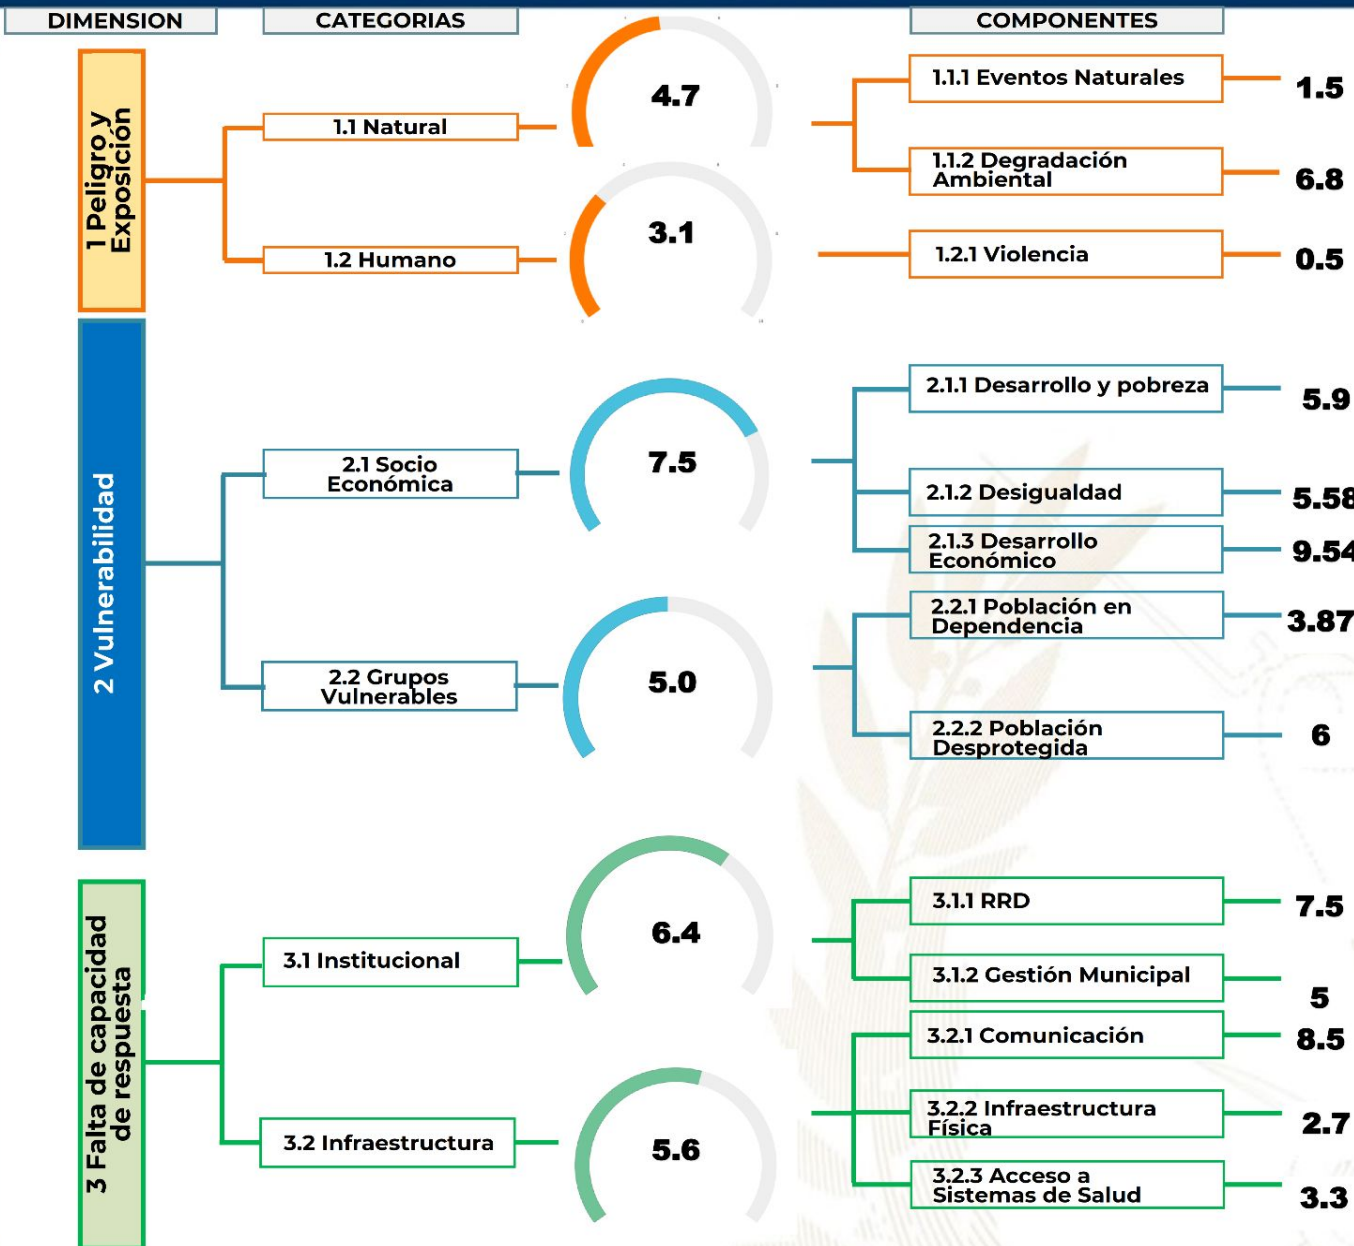 DIMENSION
CATEGORIAS
COMPONENTES
1 Peligro y
Exposición
1.1 Natural
4.7
1.1.1 Eventos Naturales
1.5
1.1.2 Degradación
Ambiental
6.8
1.2 Humano
3.1
1.2.1 Violencia
0.5
2 Vulnerabilidad
2.1 Socio
Económica
7.5
2.1.1 Desarrollo y pobreza
5.9
2.1.2 Desigualdad
5.58
2.1.3 Desarrollo
Económico
9.54
2.2 Grupos
Vulnerables
5.0
2.2.1 Población en
Dependencia
3.87
2.2.2 Población
Desprotegida
6
3 Falta de capacidad
de respuesta
3.1 Institucional
6.4
3.1.1 RRD
7.5
3.1.2 Gestión Municipal
5
3.2 Infraestructura
5.6
3.2.1 Comunicación
8.5
3.2.2 Infraestructura
Física
2.7
3.2.3 Acceso a
Sistemas de Salud
3.3